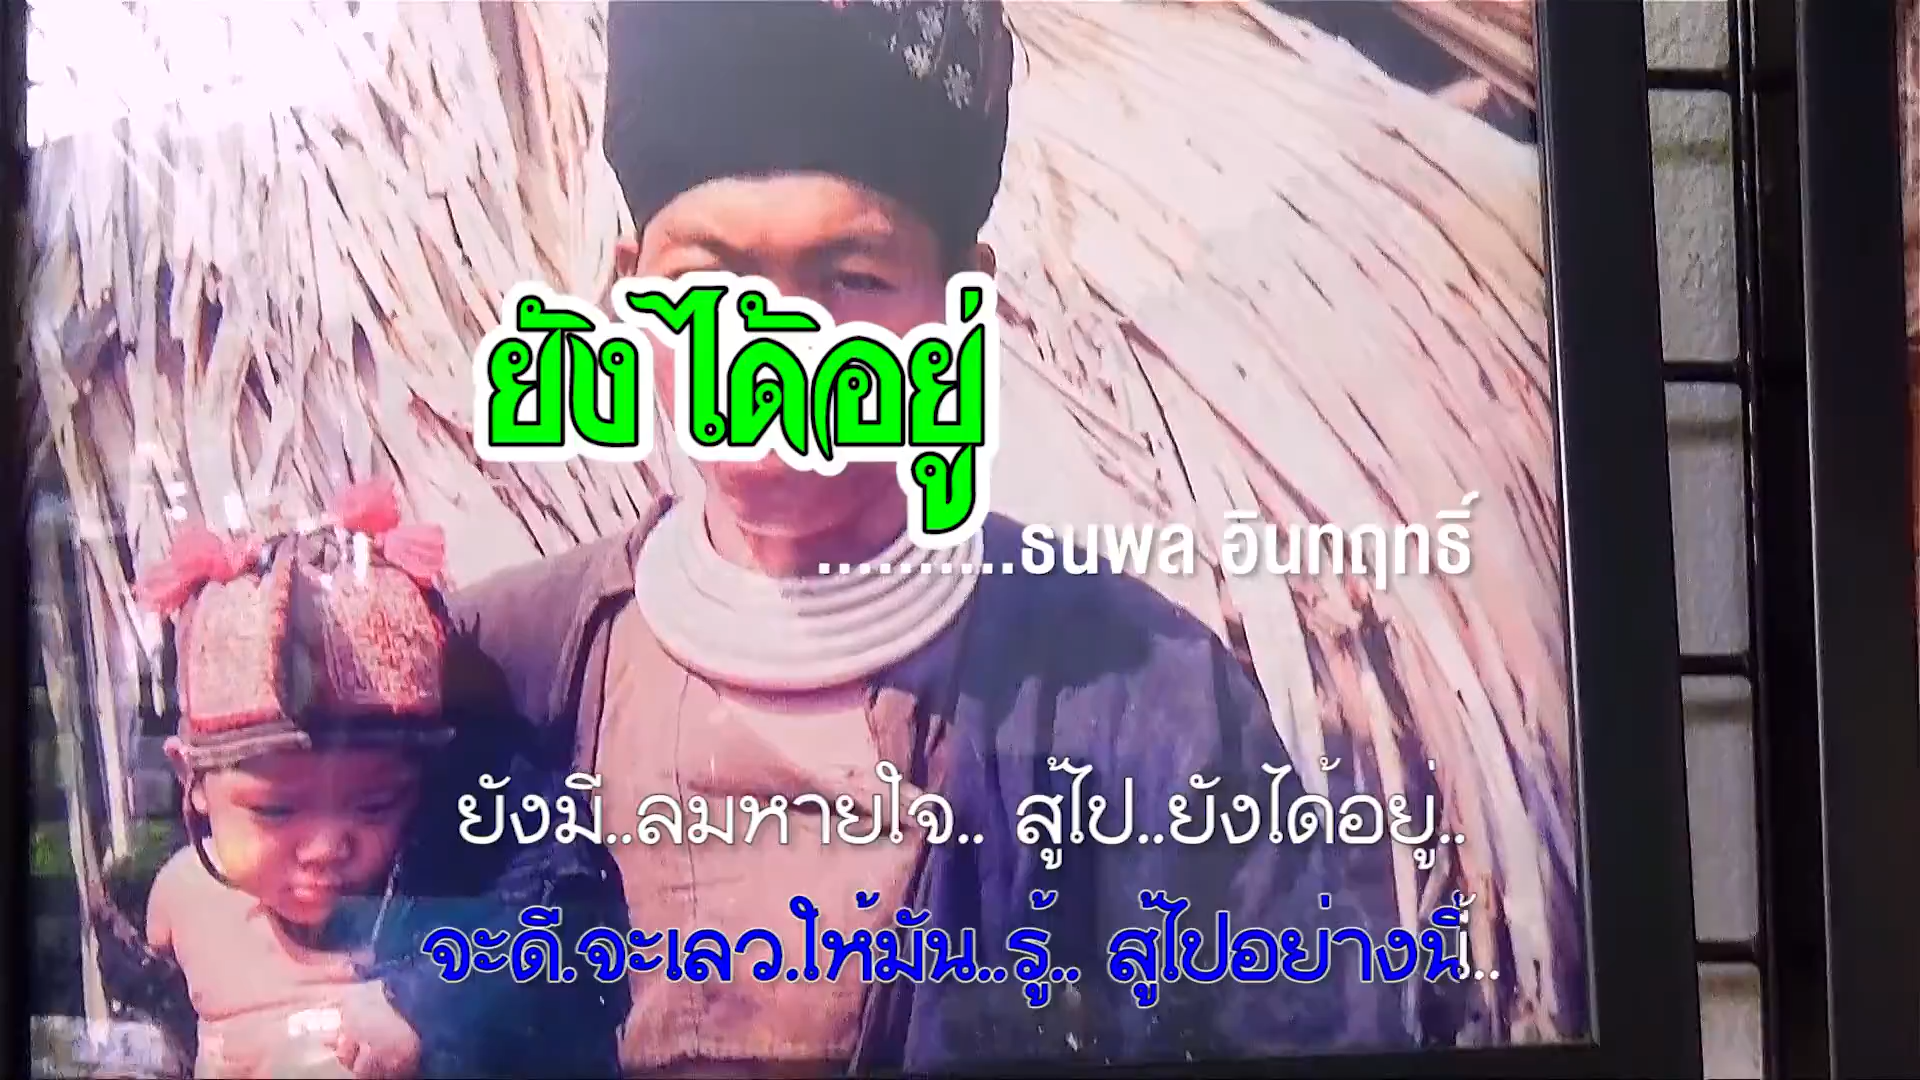 ยังได้อยู่
..........ธนพล อินทฤทธิ์
ยังมี..ลมหายใจ.. สู้ไป..ยังได้อยู่..
จะดี.จะเลว.ให้มัน..รู้.. สู้ไปอย่างนี้..